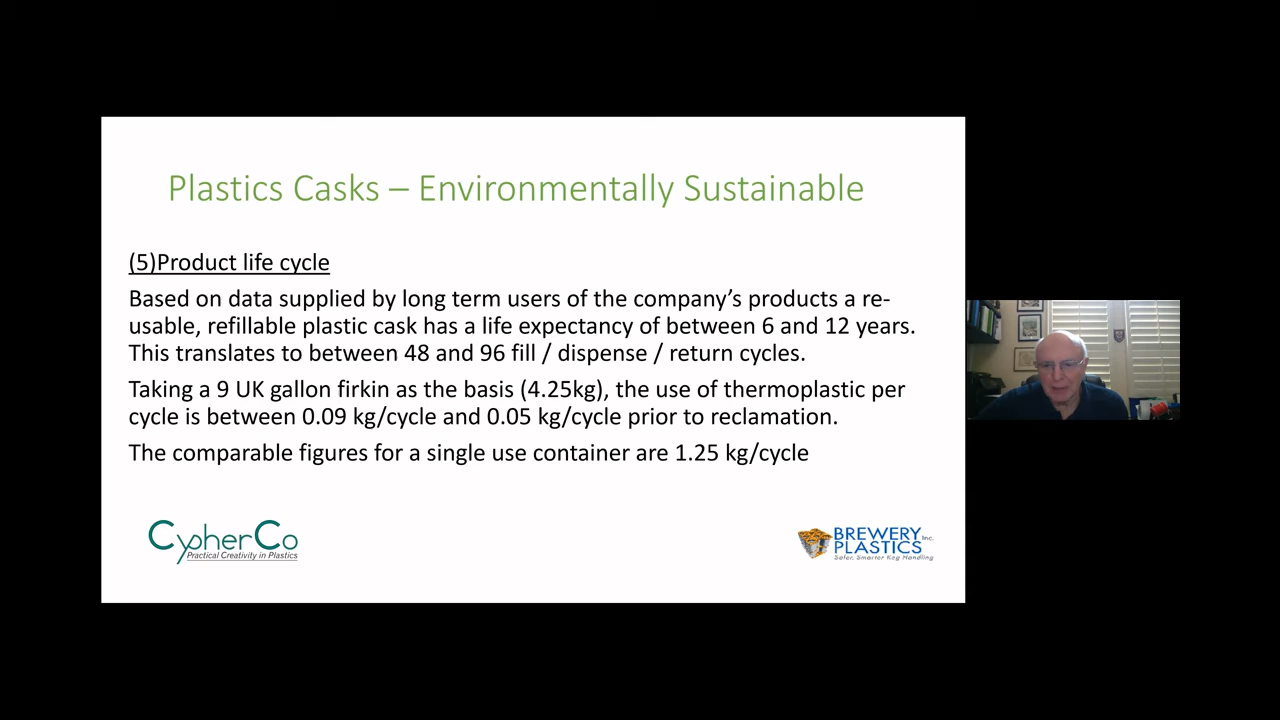 Plastics Casks – Environmentally Sustainable
(5)Product life cycle
Based on data supplied by long term users of the company’s products a re-
usable, refillable plastic cask has a life expectancy of between 6 and 12 years.
This translates to between 48 and 96 fill / dispense / return cycles.
Taking a 9 UK gallon firkin as the basis (4.25kg), the use of thermoplastic per
cycle is between 0.09 kg/cycle and 0.05 kg/cycle prior to reclamation.
The comparable figures for a single use container are 1.25 kg/cycle
CypherCo
Practical Creativity in Plastics
BREWERY Inc.
PLASTICS
Safer, Smarter Keg Handling